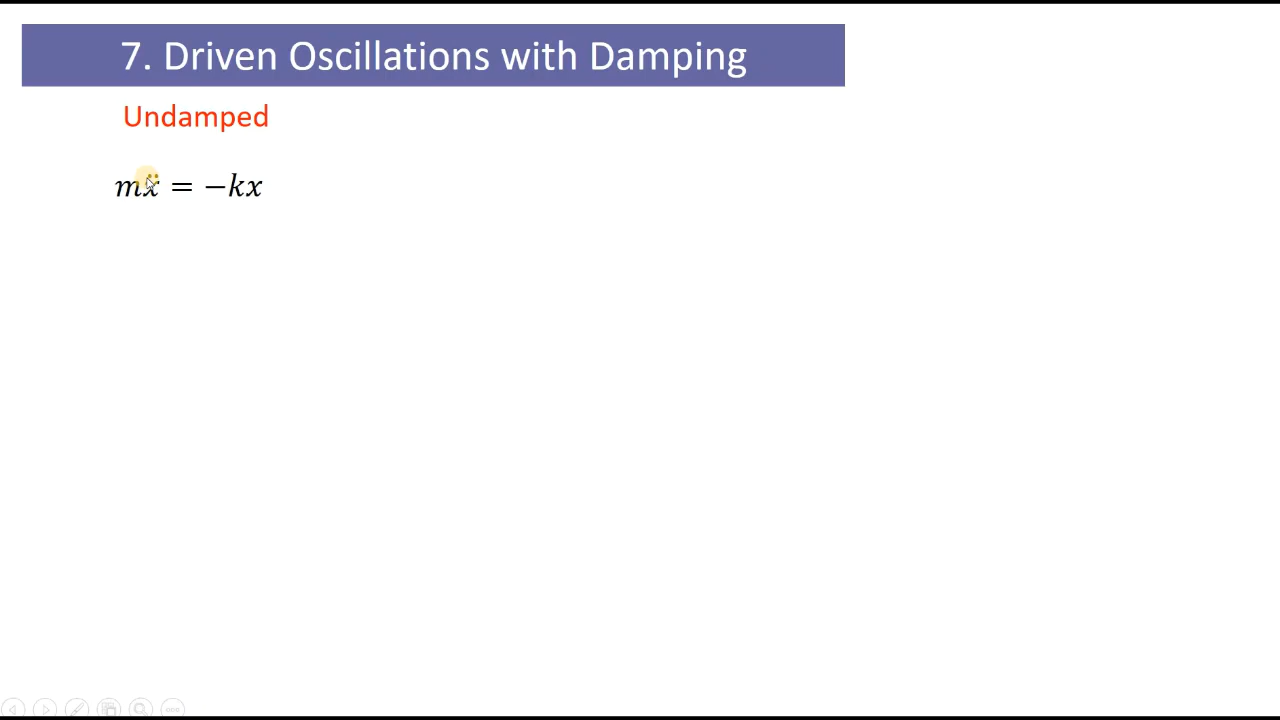 7. Driven Oscillations with Damping
Undamped
mẍ = −kx